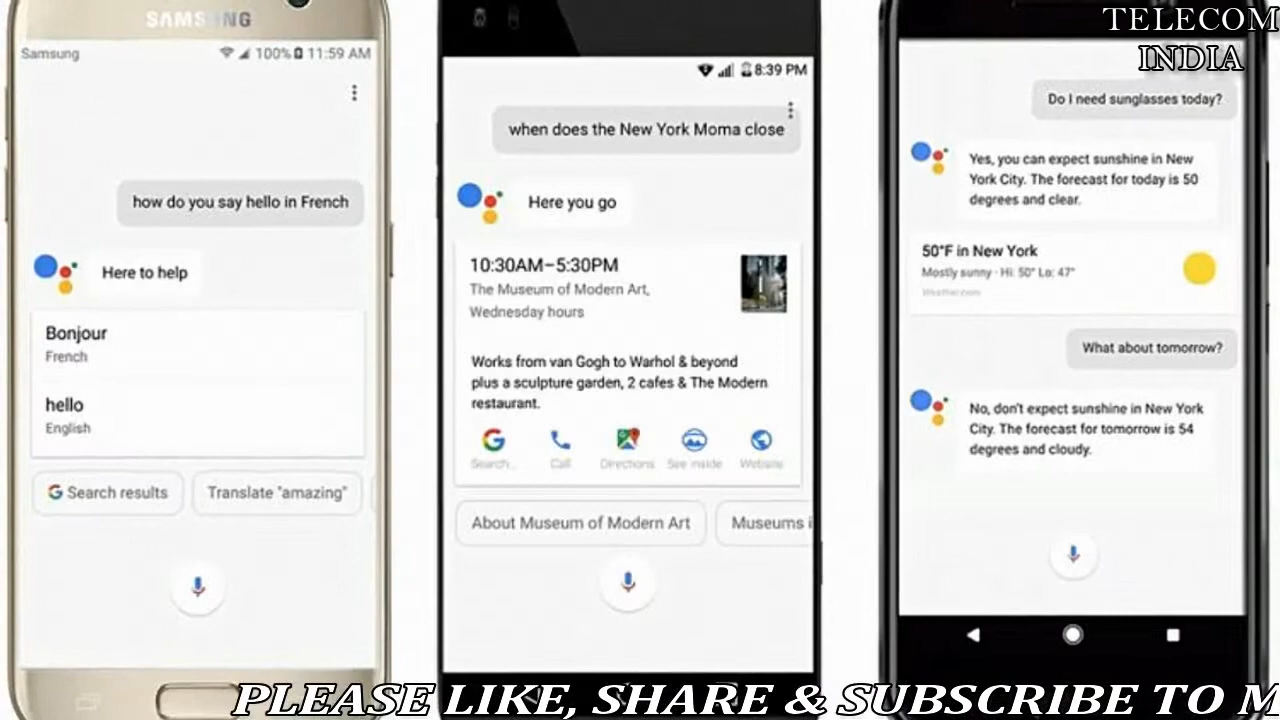 SAMSUNG
Samsung
100% 11:59 AM
how do you say hello in French
Here to help
Bonjour
French
hello
English
Search results
Translate "amazing"
8:39 PM
when does the New York Moma close
Here you go
10:30AM–5:30PM
The Museum of Modern Art,
Wednesday hours
Works from van Gogh to Warhol & beyond
plus a sculpture garden, 2 cafes & The Modern
restaurant.
Search..
Call
Directions
See inside
Website
About Museum of Modern Art
Museums i
TELECOM
INDIA
Do I need sunglasses today?
Yes, you can expect sunshine in New
York City. The forecast for today is 50
degrees and clear.
50°F in New York
Mostly sunny · Hi: 50° Lo: 47°
Weather.com
What about tomorrow?
No, don't expect sunshine in New York
City. The forecast for tomorrow is 54
degrees and cloudy.
PLEASE LIKE, SHARE & SUBSCRIBE TO M